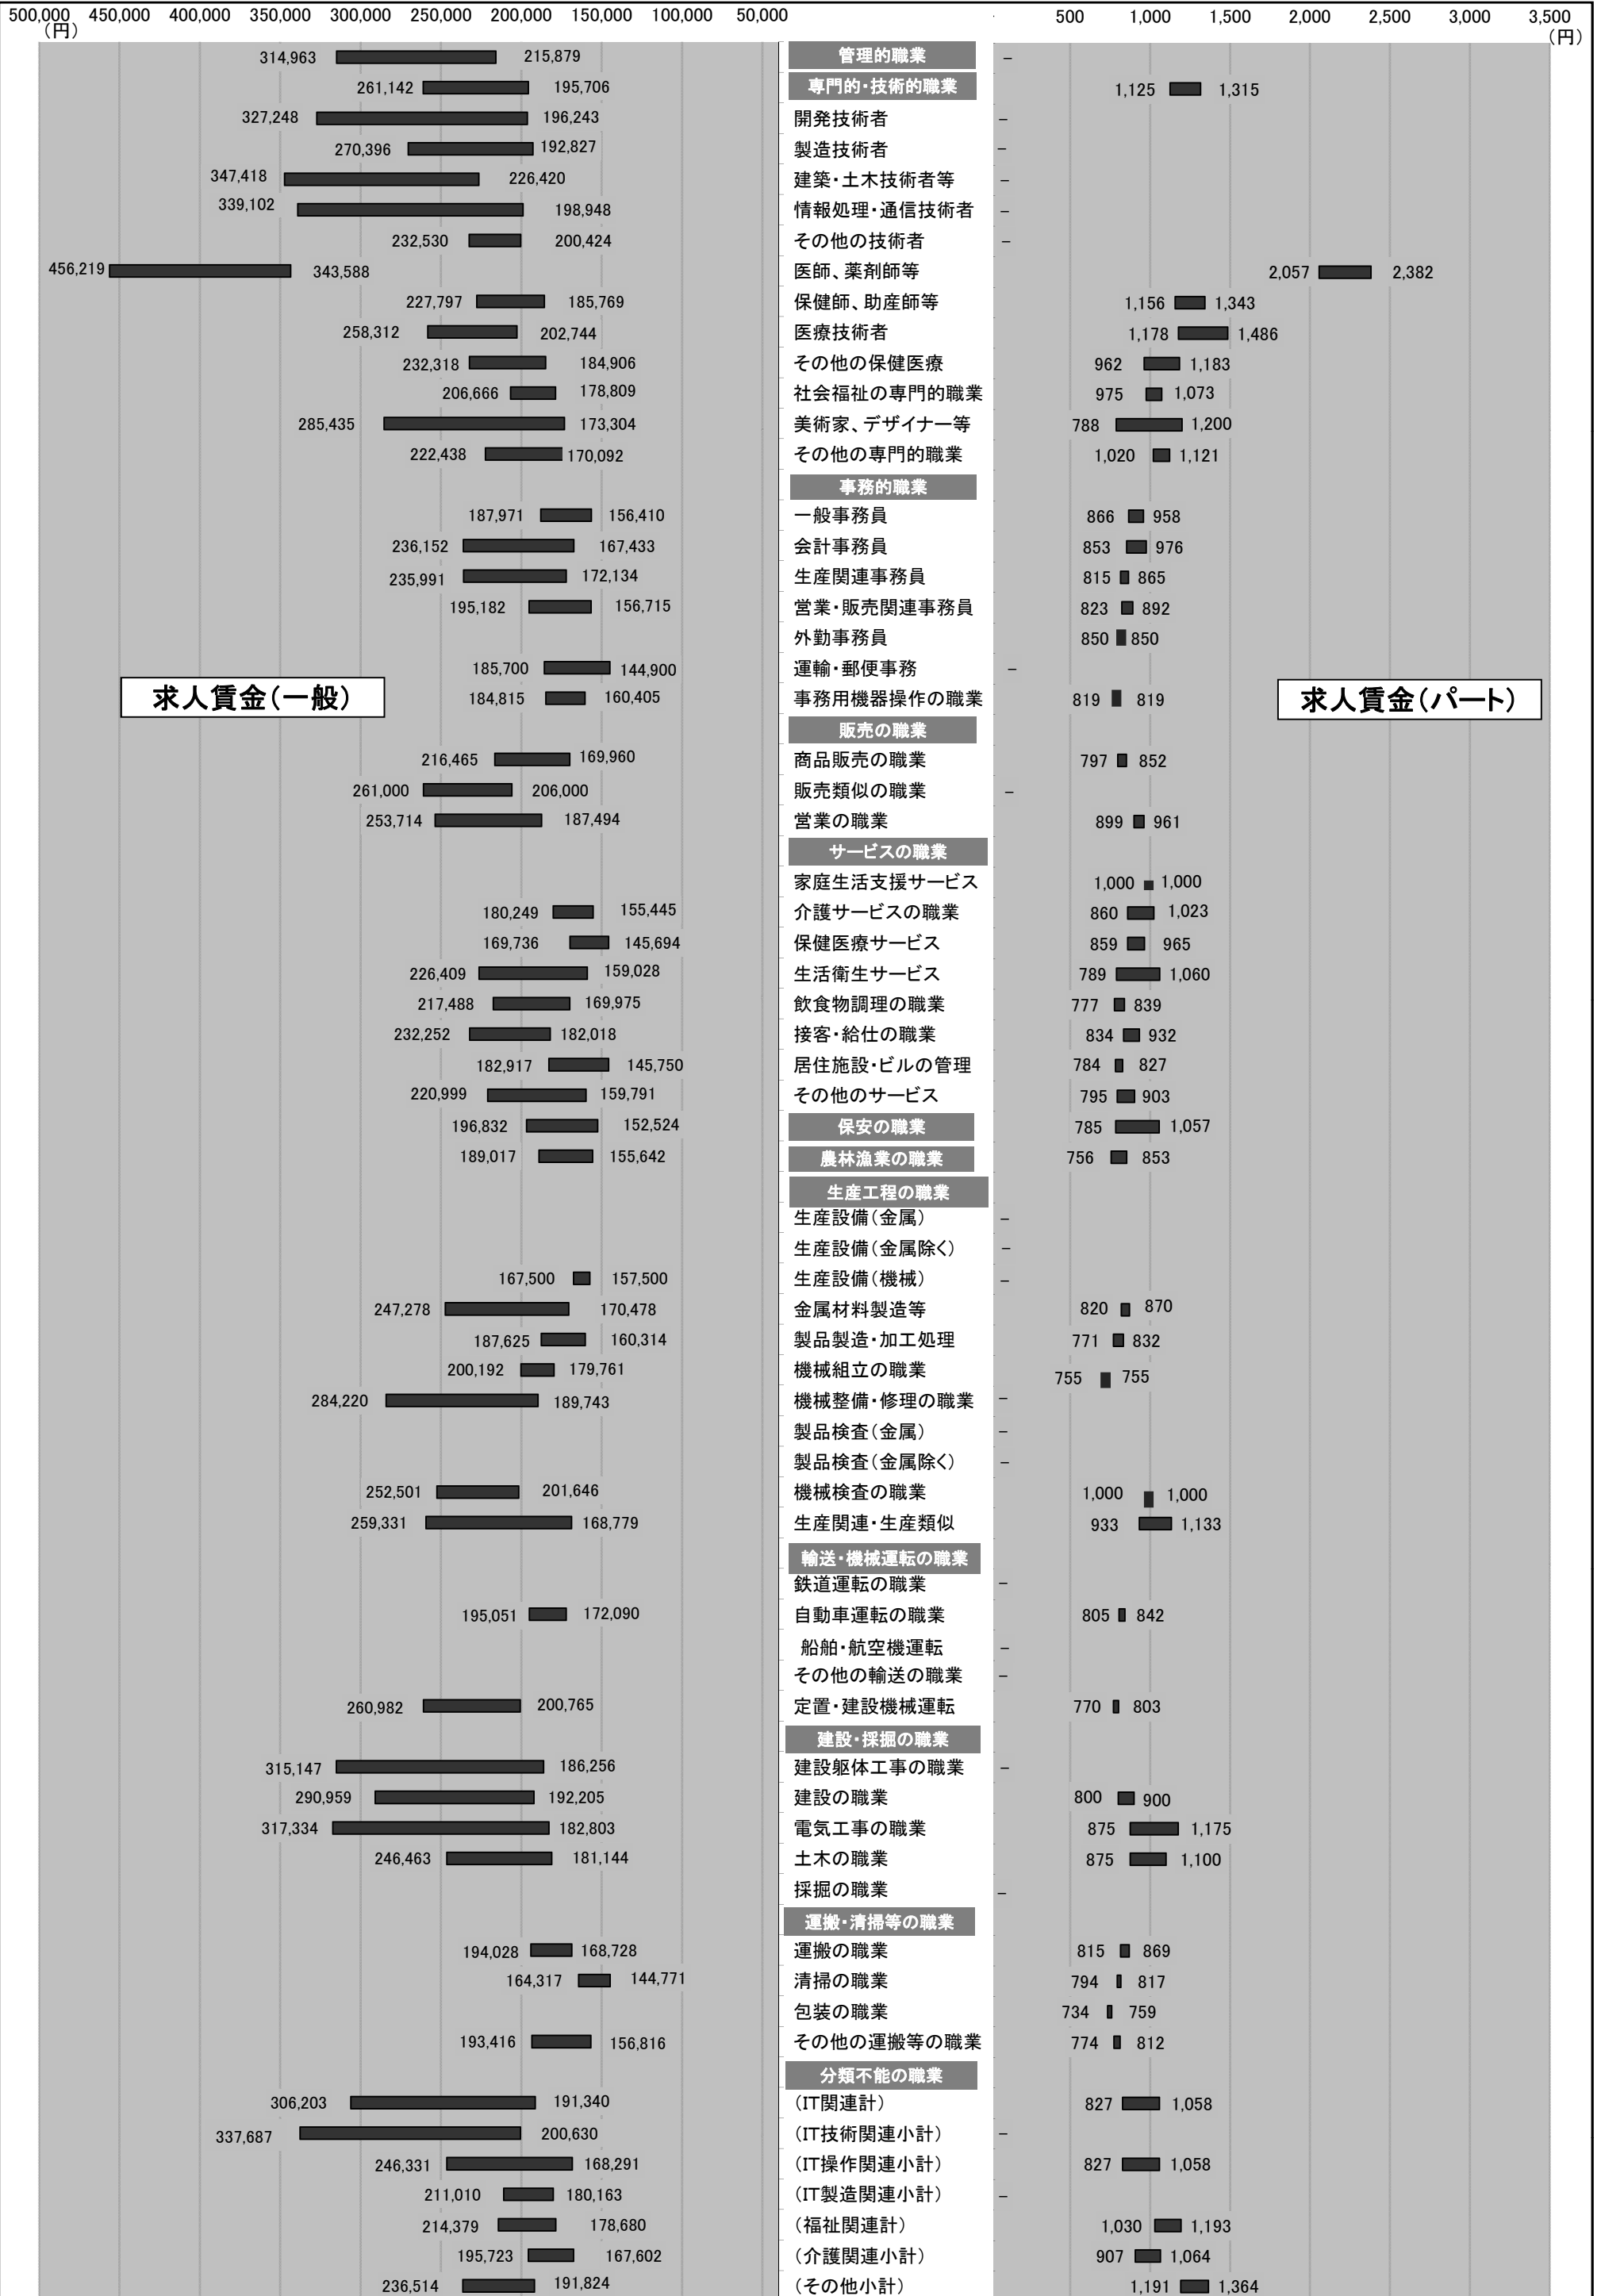 500,000 450,000 400,000 350,000 300,000 250,000 200,000 150,000 100,000 50,000 500 1,000 1,500 2,000 2,500 3,000 3,500
（円） （円）
314,963 215,879 管理的職業 －
261,142 195,706 専門的・技術的職業 1,125 1,315
327,248 196,243 開発技術者 －
270,396 192,827 製造技術者 －
347,418 226,420 建築・土木技術者等 －
339,102 198,948 情報処理・通信技術者 －
232,530 200,424 その他の技術者 －
456,219 343,588 医師、薬剤師等 2,057 2,382
227,797 185,769 保健師、助産師等 1,156 1,343
258,312 202,744 医療技術者 1,178 1,486
232,318 184,906 その他の保健医療 962 1,183
206,666 178,809 社会福祉の専門的職業 975 1,073
285,435 173,304 美術家、デザイナー等 788 1,200
222,438 170,092 その他の専門的職業 1,020 1,121
事務的職業
187,971 156,410 一般事務員 866 958
236,152 167,433 会計事務員 853 976
235,991 172,134 生産関連事務員 815 865
195,182 156,715 営業・販売関連事務員 823 892
外勤事務員 850 850
185,700 144,900 運輸・郵便事務 －
求人賃金（一般） 184,815 160,405 事務用機器操作の職業 819 819 求人賃金（パート）
販売の職業
216,465 169,960 商品販売の職業 797 852
261,000 206,000 販売類似の職業 －
253,714 187,494 営業の職業 899 961
サービスの職業
家庭生活支援サービス 1,000 1,000
180,249 155,445 介護サービスの職業 860 1,023
169,736 145,694 保健医療サービス 859 965
226,409 159,028 生活衛生サービス 789 1,060
217,488 169,975 飲食物調理の職業 777 839
232,252 182,018 接客・給仕の職業 834 932
182,917 145,750 居住施設・ビルの管理 784 827
220,999 159,791 その他のサービス 795 903
196,832 152,524 保安の職業 785 1,057
189,017 155,642 農林漁業の職業 756 853
生産工程の職業
生産設備（金属） －
生産設備（金属除く） －
167,500 157,500 生産設備（機械） －
247,278 170,478 金属材料製造等 820 870
187,625 160,314 製品製造・加工処理 771 832
200,192 179,761 機械組立の職業 755 755
284,220 189,743 機械整備・修理の職業 －
製品検査（金属） －
製品検査（金属除く） －
252,501 201,646 機械検査の職業 1,000 1,000
259,331 168,779 生産関連・生産類似 933 1,133
輸送・機械運転の職業
鉄道運転の職業 －
195,051 172,090 自動車運転の職業 805 842
船舶・航空機運転 －
その他の輸送の職業 －
260,982 200,765 定置・建設機械運転 770 803
建設・採掘の職業
315,147 186,256 建設躯体工事の職業 －
290,959 192,205 建設の職業 800 900
317,334 182,803 電気工事の職業 875 1,175
246,463 181,144 土木の職業 875 1,100
採掘の職業 －
運搬・清掃等の職業
194,028 168,728 運搬の職業 815 869
164,317 144,771 清掃の職業 794 817
包装の職業 734 759
193,416 156,816 その他の運搬等の職業 774 812
分類不能の職業
306,203 191,340 （IT関連計） 827 1,058
337,687 200,630 （IT技術関連小計） －
246,331 168,291 （IT操作関連小計） 827 1,058
211,010 180,163 （IT製造関連小計） －
214,379 178,680 （福祉関連計） 1,030 1,193
195,723 167,602 （介護関連小計） 907 1,064
236,514 191,824 （その他小計） 1,191 1,364